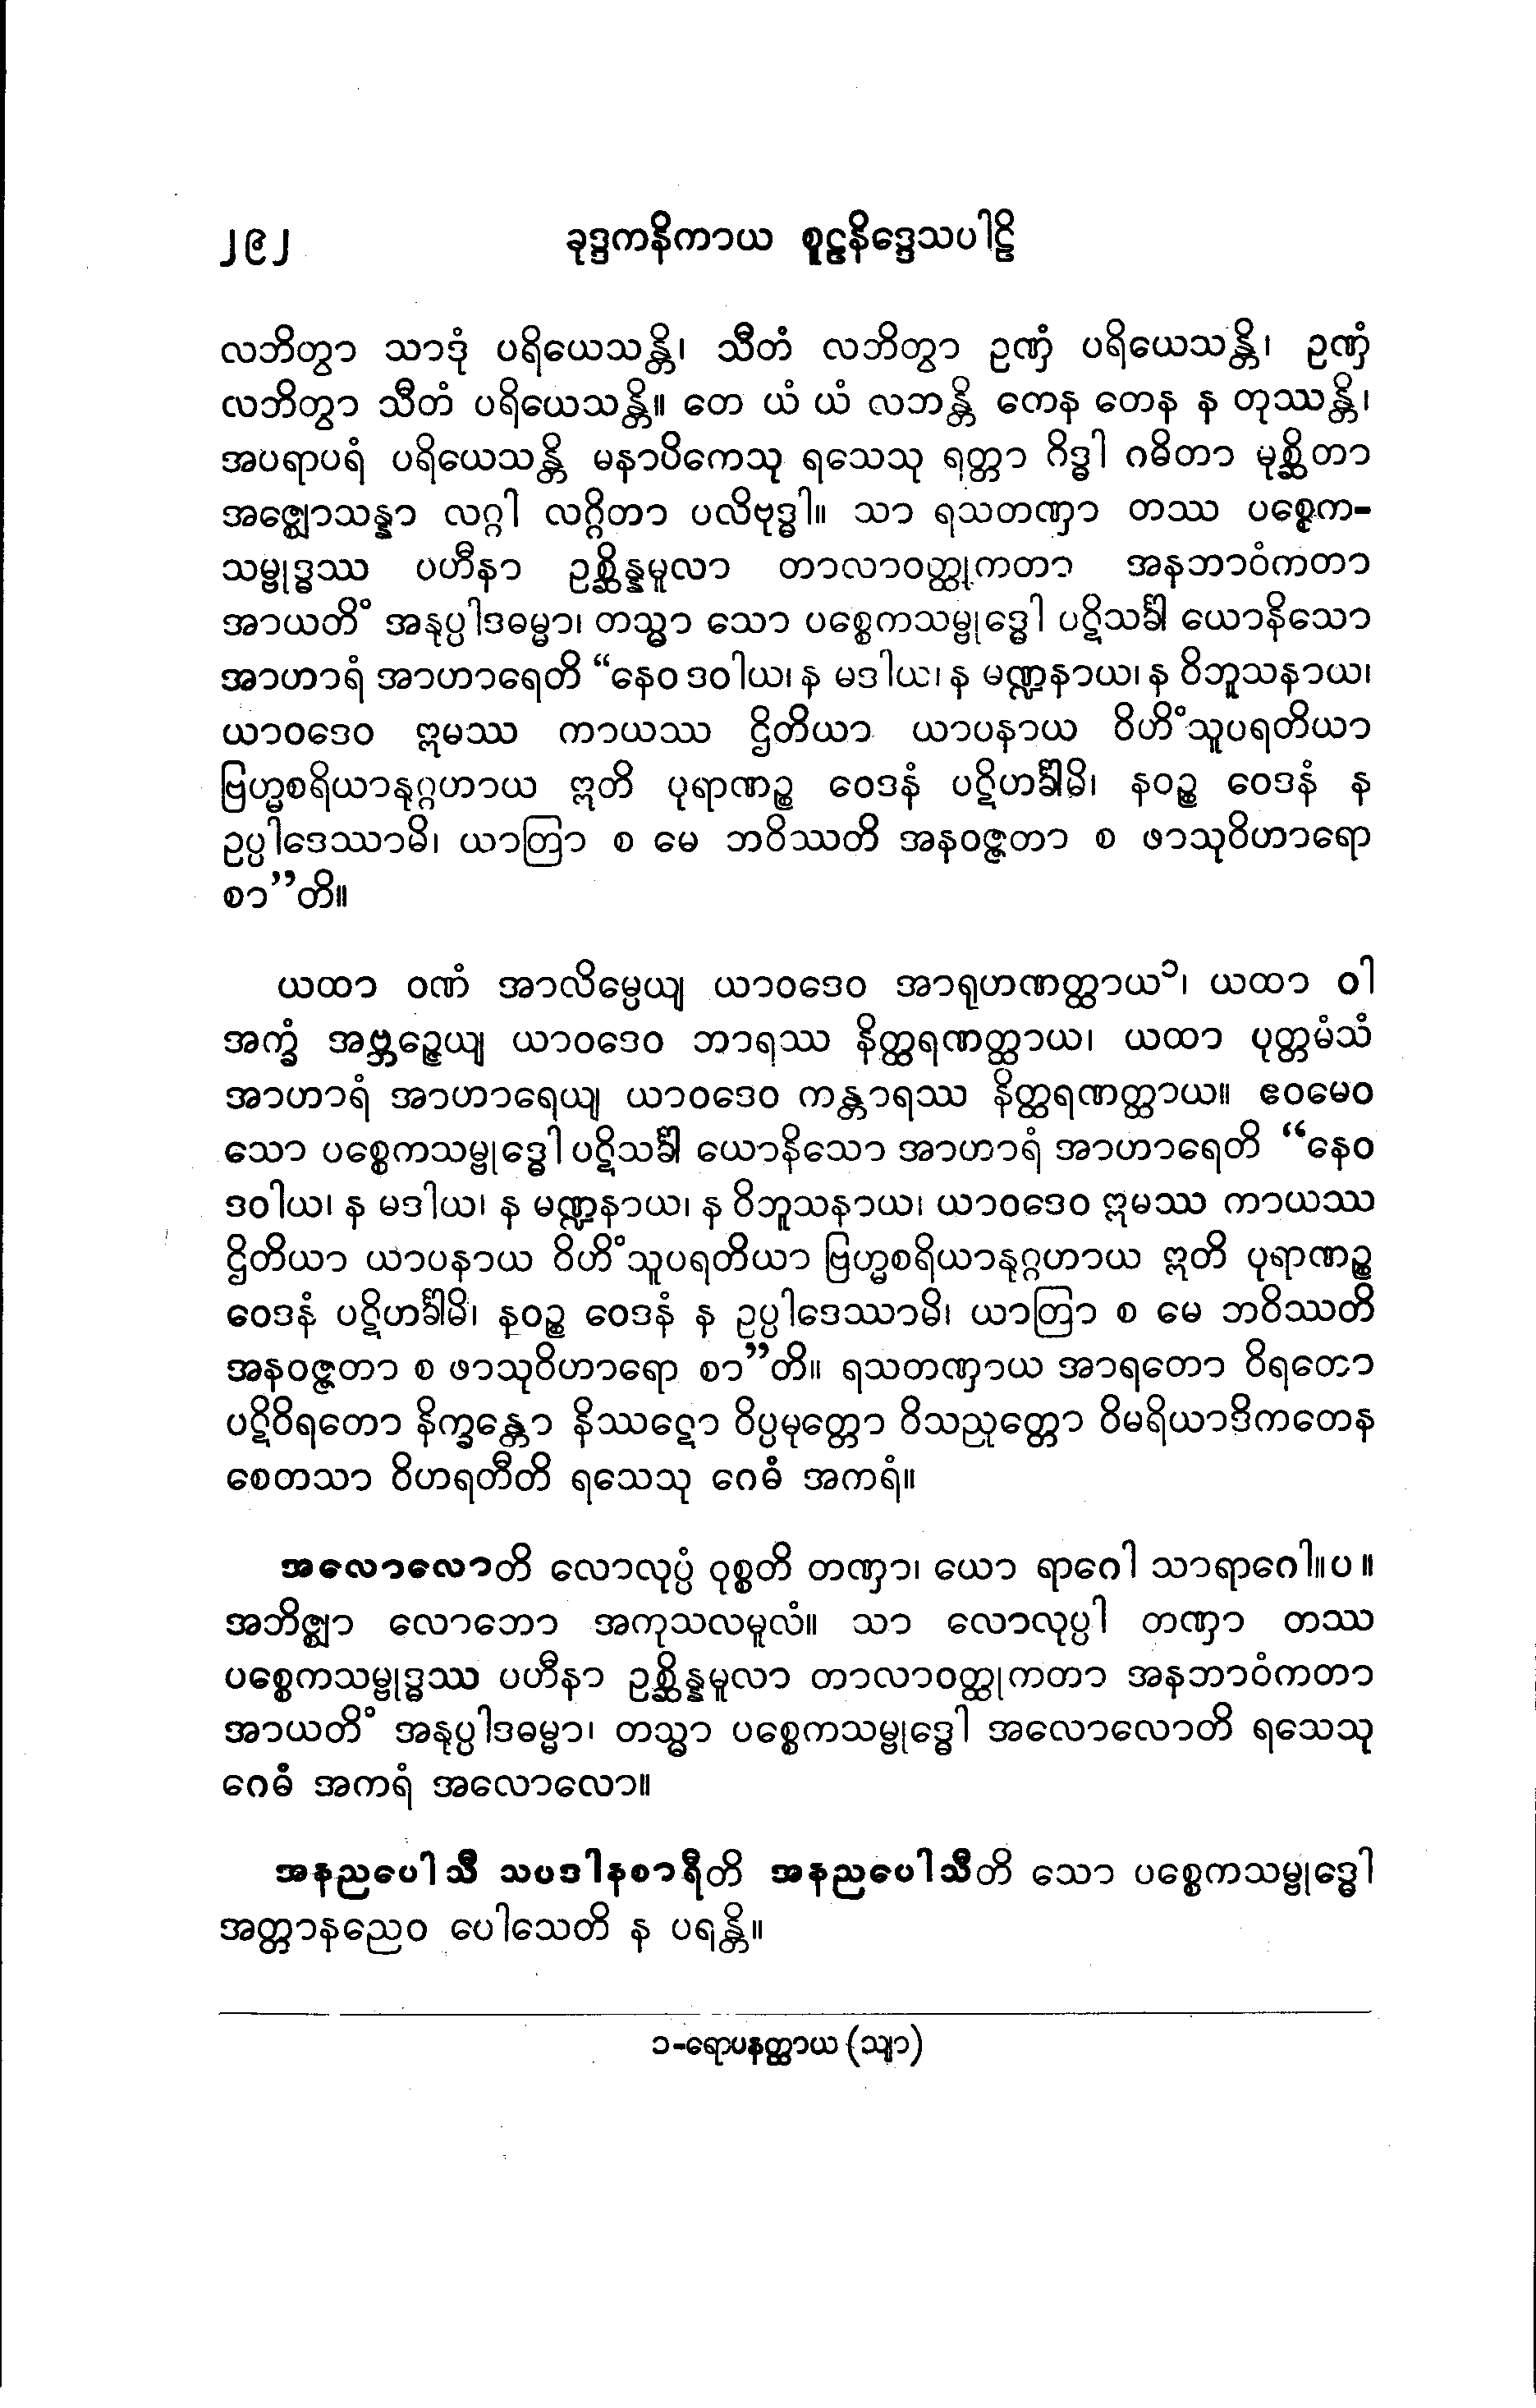 ၂၉၂ ခုဒ္ဒကနိကာယ စူဠနိဒ္ဒေသပါဠိ
လဘိတွာ သာဒုံ ပရိယေသန္တိ၊ သီတံ လဘိတွာ ဥဏှံ ပရိယေသန္တိ၊ ဥဏှံ
လဘိတွာ သီတံ ပရိယေသန္တိ။ တေ ယံ ယံ လဘန္တိ ကေန တေန န တုဿန္တိ၊
အပရာပရံ ပရိယေသန္တိ မနာပိကေသု ရသေသု ရတ္တာ ဂိဒ္ဓါ ဂဓိတာ မုစ္ဆိတာ
အဇ္ဈောသန္နာ လဂ္ဂါ လဂ္ဂိတာ ပလိဗုဒ္ဓါ။ သာ ရသတဏှာ တဿ ပစ္စေက-
သမ္ဗုဒ္ဓဿ ပဟီနာ ဥစ္ဆိန္နမူလာ တာလာဝတ္ထုကတာ အနဘာဝံကတာ
အာယတိံ အနုပ္ပါဒဓမ္မာ၊ တသ္မာ သော ပစ္စေကသမ္ဗုဒ္ဓေါ ပဋိသင်္ခါ ယောနိသော
အာဟာရံ အာဟာရေတိ “နေဝ ဒဝါယ၊ န မဒါယ၊ န မဏ္ဍနာယ၊ န ဝိဘူသနာယ၊
ယာဝဒေဝ ဣမဿ ကာယဿ ဌိတိယာ ယာပနာယ ဝိဟိံသူပရတိယာ
ဗြဟ္မစရိယာနုဂ္ဂဟာယ ဣတိ ပုရာဏဉ္စ ဝေဒနံ ပဋိဟင်္ခါမိ၊ နဝဉ္စ ဝေဒနံ န
ဥပ္ပါဒေဿာမိ၊ ယာတြာ စ မေ ဘဝိဿတိ အနဝဇ္ဇတာ စ ဖာသုဝိဟာရော
စာ”တိ။
ယထာ ဝဏံ အာလိမ္ပေယျ ယာဝဒေဝ အာရုဟဏတ္ထာယ၁၊ ယထာ ဝါ
အက္ခံ အဗ္ဘဉ္ဇေယျ ယာဝဒေဝ ဘာရဿ နိတ္ထရဏတ္ထာယ၊ ယထာ ပုတ္တမံသံ
အာဟာရံ အာဟာရေယျ ယာဝဒေဝ ကန္တာရဿ နိတ္ထရဏတ္ထာယ။ ဧဝမေဝ
သော ပစ္စေကသမ္ဗုဒ္ဓေါ ပဋိသင်္ခါ ယောနိသော အာဟာရံ အာဟာရေတိ “နေဝ
ဒဝါယ၊ န မဒါယ၊ န မဏ္ဍနာယ၊ န ဝိဘူသနာယ၊ ယာဝဒေဝ ဣမဿ ကာယဿ
ဌိတိယာ ယာပနာယ ဝိဟိံသူပရတိယာ ဗြဟ္မစရိယာနုဂ္ဂဟာယ ဣတိ ပုရာဏဉ္စ
ဝေဒနံ ပဋိဟင်္ခါမိ၊ နဝဉ္စ ဝေဒနံ န ဥပ္ပါဒေဿာမိ၊ ယာတြာ စ မေ ဘဝိဿတိ
အနဝဇ္ဇတာ စ ဖာသုဝိဟာရော စာ”တိ။ ရသတဏှာယ အာရတော ဝိရတော
ပဋိဝိရတော နိက္ခန္တော နိဿဋော ဝိပ္ပမုတ္တော ဝိသညုတ္တော ဝိမရိယာဒိကတေန
စေတသာ ဝိဟရတီတိ ရသေသု ဂေဓံ အကရံ။
အလောလောတိ လောလုပ္ပံ ဝုစ္စတိ တဏှာ၊ ယော ရာဂေါ သာရာဂေါ။ပ။
အဘိဇ္ဈာ လောဘော အကုသလမူလံ။ သာ လောလုပ္ပါ တဏှာ တဿ
ပစ္စေကသမ္ဗုဒ္ဓဿ ပဟီနာ ဥစ္ဆိန္နမူလာ တာလာဝတ္ထုကတာ အနဘာဝံကတာ
အာယတိံ အနုပ္ပါဒဓမ္မာ၊ တသ္မာ ပစ္စေကသမ္ဗုဒ္ဓေါ အလောလောတိ ရသေသု
ဂေဓံ အကရံ အလောလော။
အနညပေါသီ သပဒါနစာရီတိ အနညပေါသီတိ သော ပစ္စေကသမ္ဗုဒ္ဓေါ
အတ္တာနညေဝ ပေါသေတိ န ပရန္တိ။
၁-ရောပနတ္ထာယ (သျာ)